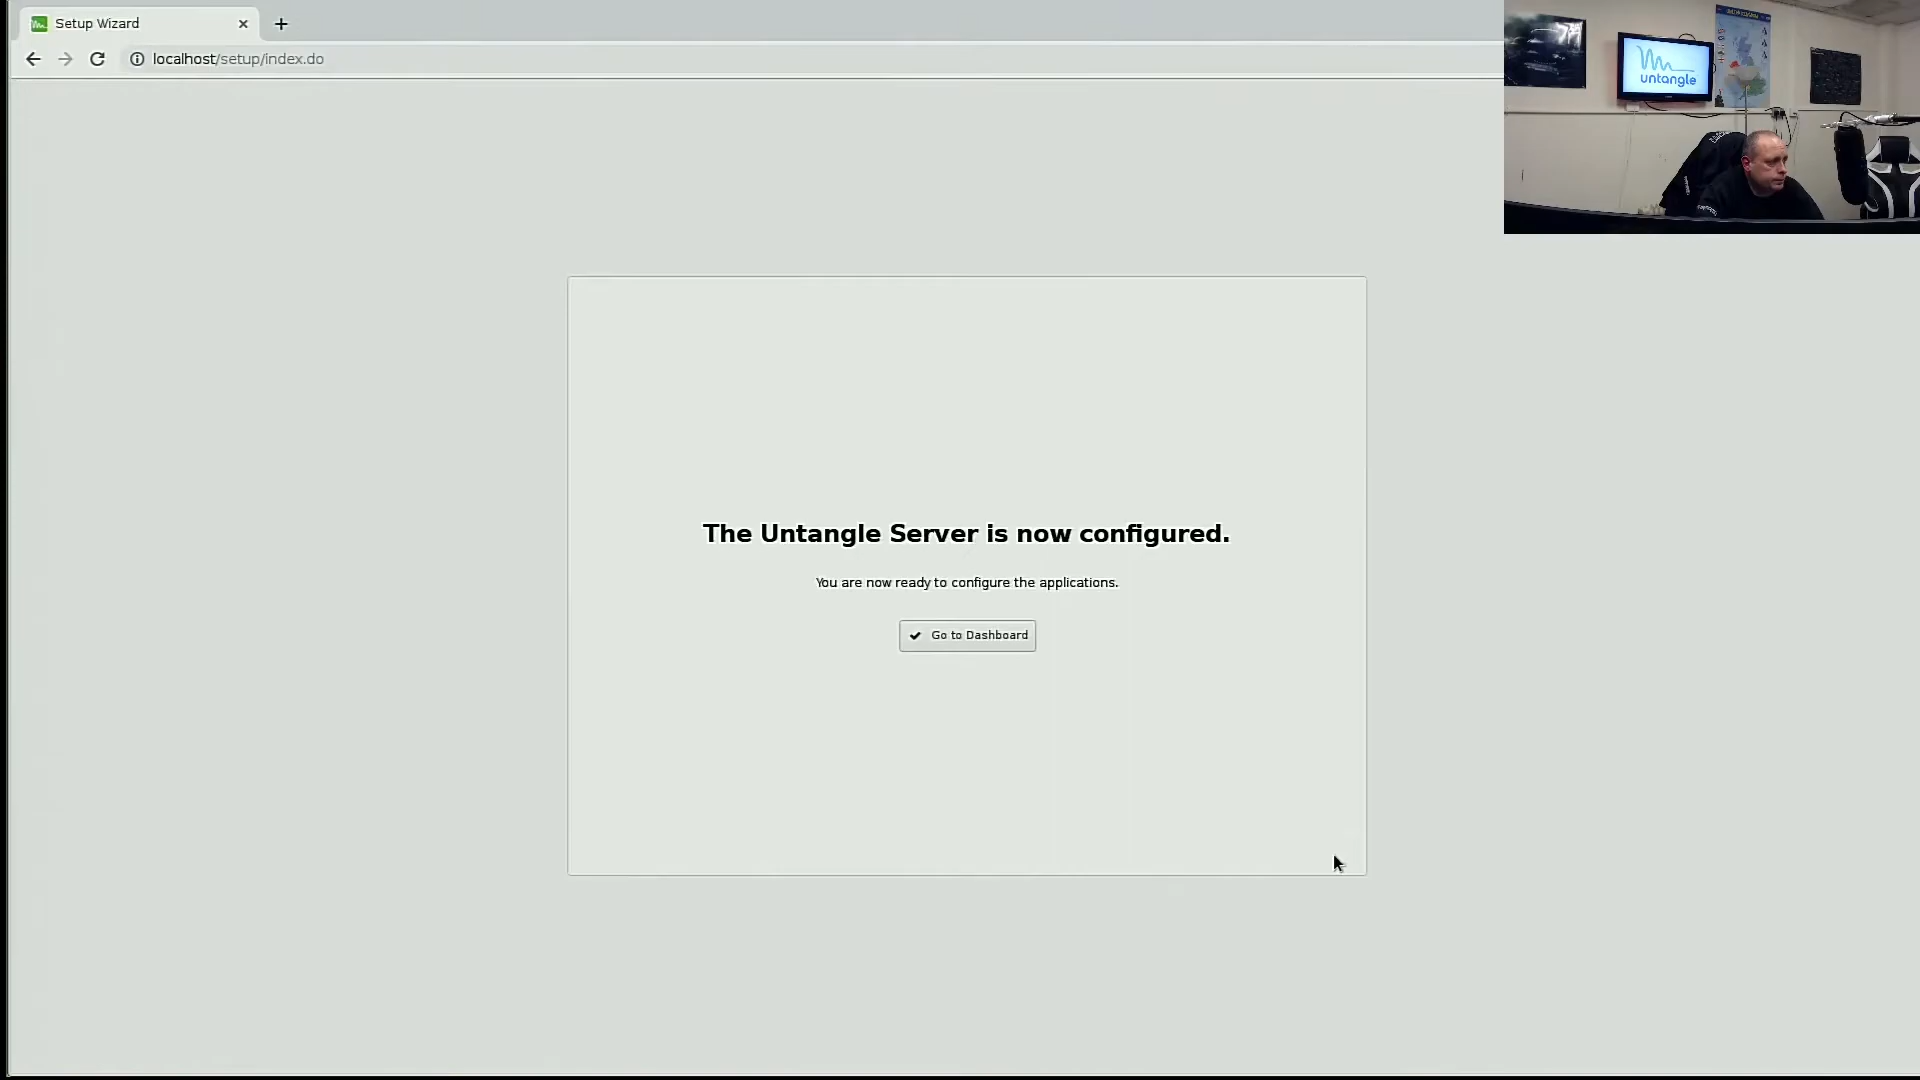 Setup Wizard
localhost/setup/index.do
untangle
The Untangle Server is now configured.
You are now ready to configure the applications.
Go to Dashboard